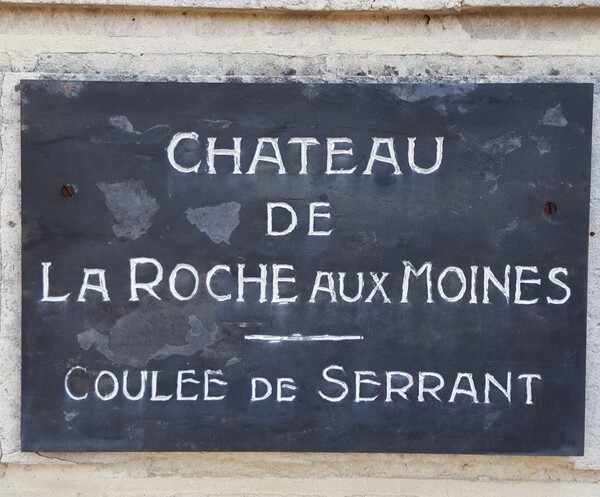 CHATEAU
DE
LA ROCHE AUX MOINES
COULEE DE SERRANT